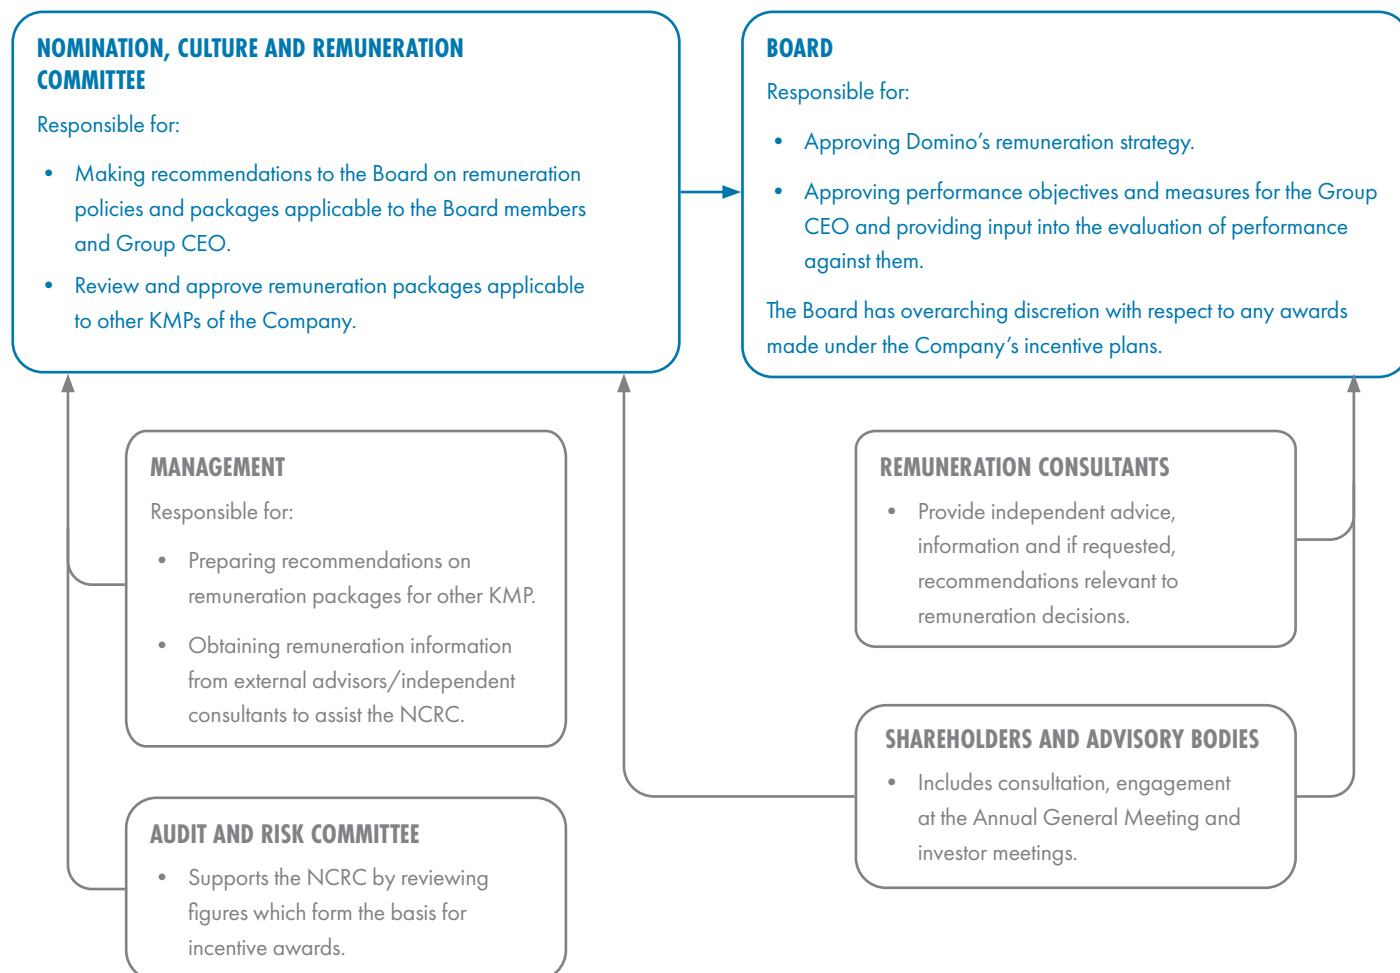 NOMINATION, CULTURE AND REMUNERATION
COMMITTEE
Responsible for:
• Making recommendations to the Board on remuneration
policies and packages applicable to the Board members
and Group CEO.
• Review and approve remuneration packages applicable
to other KMPs of the Company.
BOARD
Responsible for:
• Approving Domino’s remuneration strategy.
• Approving performance objectives and measures for the Group
CEO and providing input into the evaluation of performance
against them.
The Board has overarching discretion with respect to any awards
made under the Company’s incentive plans.
MANAGEMENT
Responsible for:
• Preparing recommendations on
remuneration packages for other KMP.
• Obtaining remuneration information
from external advisors/independent
consultants to assist the NCRC.
REMUNERATION CONSULTANTS
• Provide independent advice,
information and if requested,
recommendations relevant to
remuneration decisions.
AUDIT AND RISK COMMITTEE
• Supports the NCRC by reviewing
figures which form the basis for
incentive awards.
SHAREHOLDERS AND ADVISORY BODIES
• Includes consultation, engagement
at the Annual General Meeting and
investor meetings.